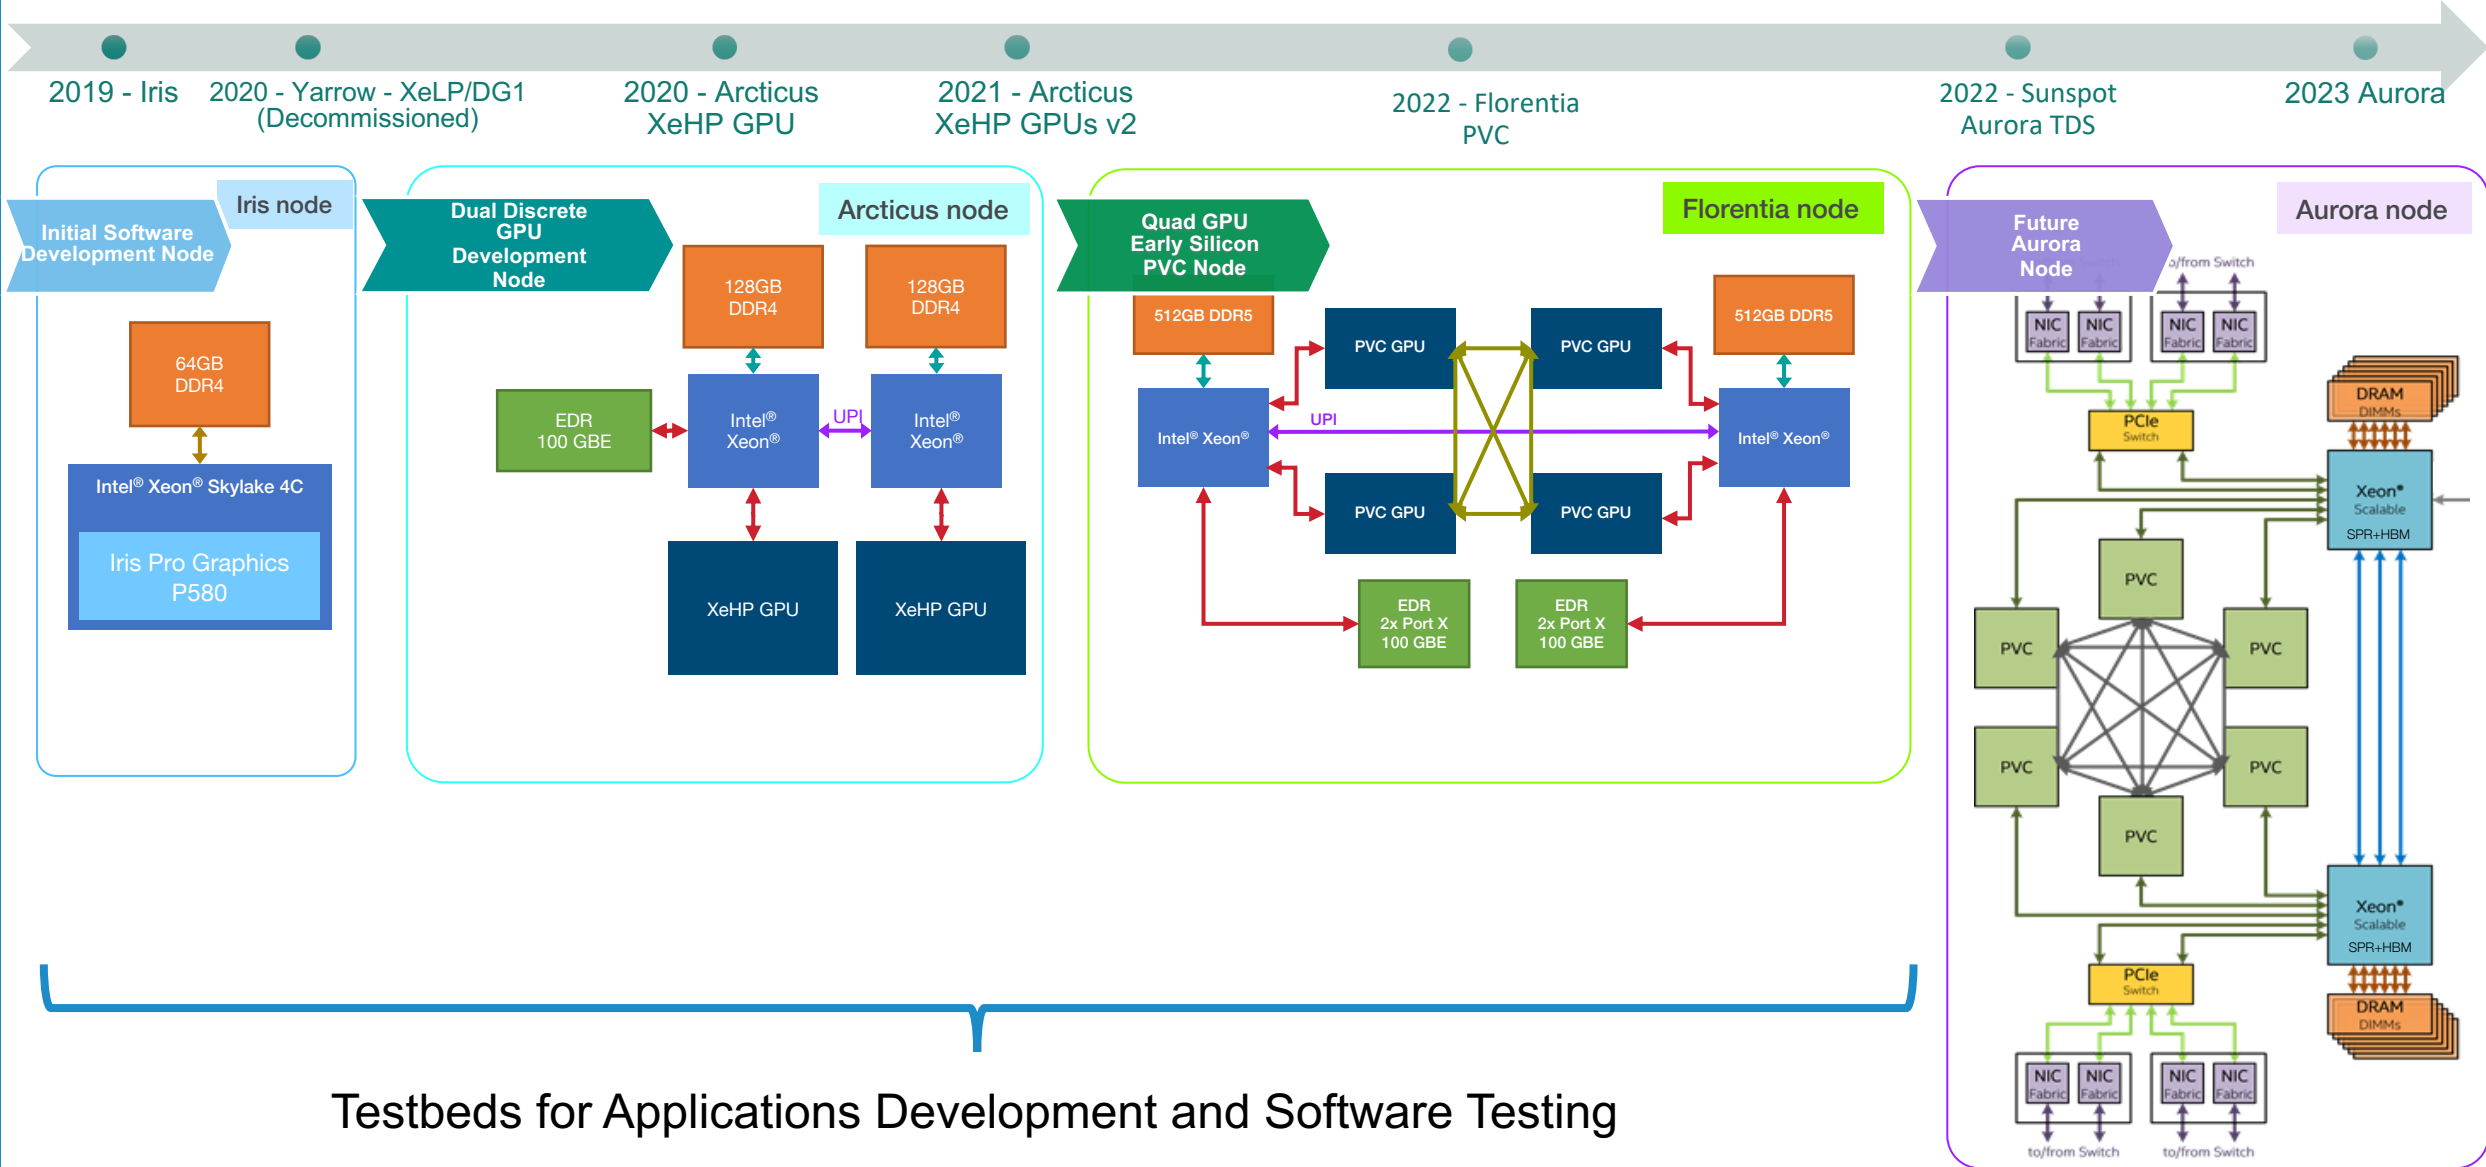 2019 - Iris
2020 - Yarrow - XeLP/DG1
(Decommissioned)
2020 - Arcticus
XeHP GPU
2021 - Arcticus
XeHP GPUs v2
2022 - Florentia
PVC
2022 - Sunspot
Aurora TDS
2023 Aurora
Iris node
Initial Software
Development Node
64GB
DDR4
Intel® Xeon® Skylake 4C
Iris Pro Graphics
P580
Dual Discrete
GPU
Development
Node
Arcticus node
128GB
DDR4
128GB
DDR4
EDR
100 GBE
Intel®
Xeon®
UPI
Intel®
Xeon®
XeHP GPU
XeHP GPU
Quad GPU
Early Silicon
PVC Node
Florentia node
512GB DDR5
512GB DDR5
PVC GPU
PVC GPU
Intel® Xeon®
UPI
Intel® Xeon®
PVC GPU
PVC GPU
EDR
2x Port X
100 GBE
EDR
2x Port X
100 GBE
Future
Aurora
Node
Aurora node
o/from Switch
NIC
Fabric
NIC
Fabric
NIC
Fabric
NIC
Fabric
PCIe
Switch
DRAM
DIMMs
Xeon®
Scalable
SPR+HBM
PVC
PVC
PVC
PVC
PVC
PVC
Xeon®
Scalable
SPR+HBM
PCIe
Switch
DRAM
DIMMs
NIC
Fabric
NIC
Fabric
NIC
Fabric
NIC
Fabric
to/from Switch
to/from Switch
Testbeds for Applications Development and Software Testing